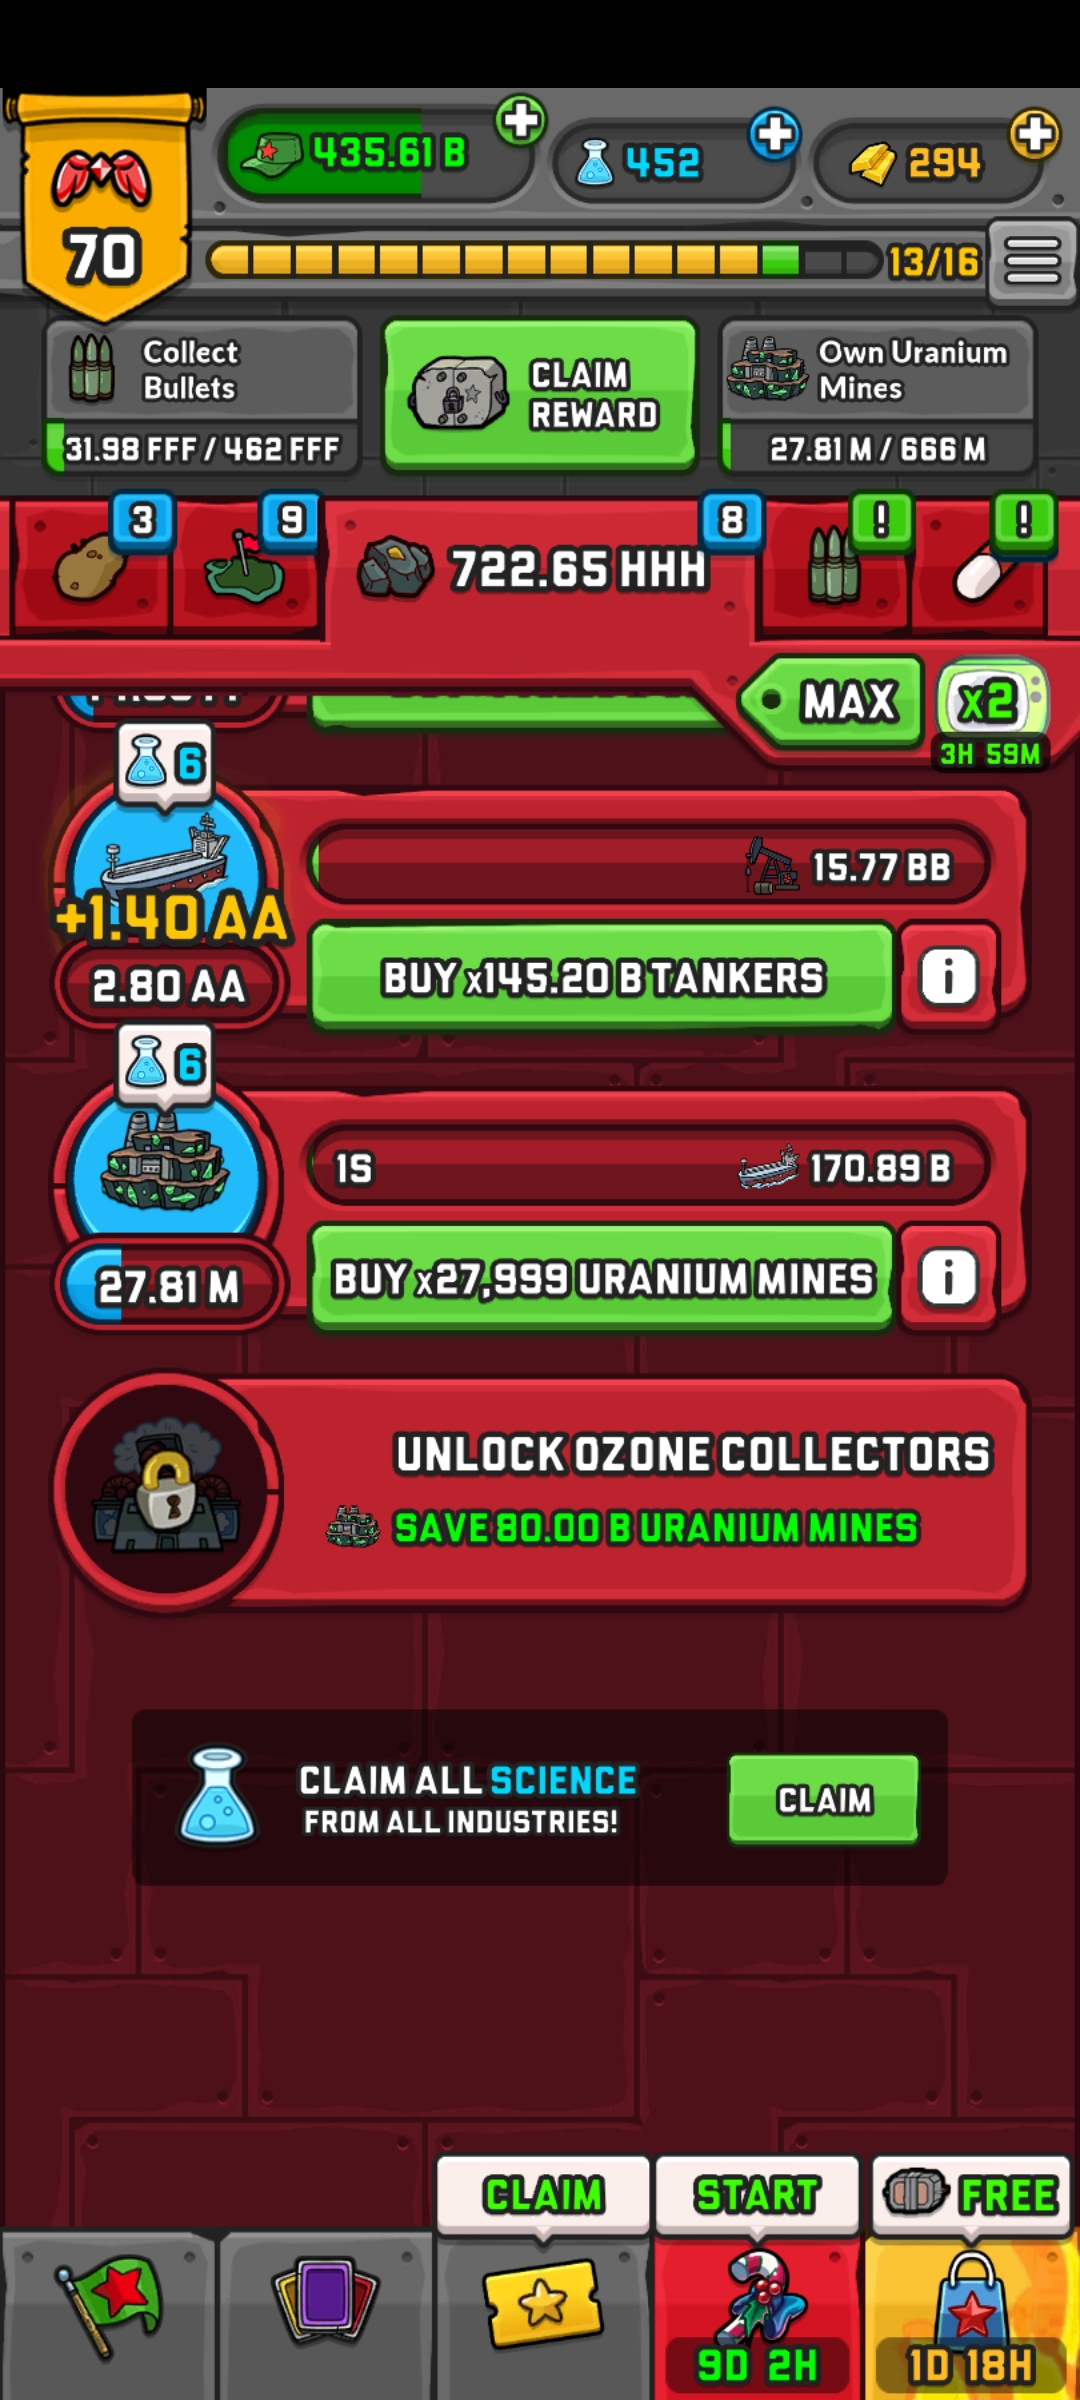 435.61 B
452
294
70
13/16
Collect
Bullets
31.98 FFF / 462 FFF
CLAIM
REWARD
Own Uranium
Mines
27.81 M / 666 M
3
9
722.65 HHH
8
!
!
MAX
x2
3H 59M
6
15.77 BB
+1.40 AA
2.80 AA
BUY x145.20 B TANKERS
i
6
1S
170.89 B
27.81 M
BUY x27,999 URANIUM MINES
i
UNLOCK OZONE COLLECTORS
SAVE 80.00 B URANIUM MINES
CLAIM ALL SCIENCE
FROM ALL INDUSTRIES!
CLAIM
CLAIM
START
FREE
9D 2H
1D 18H